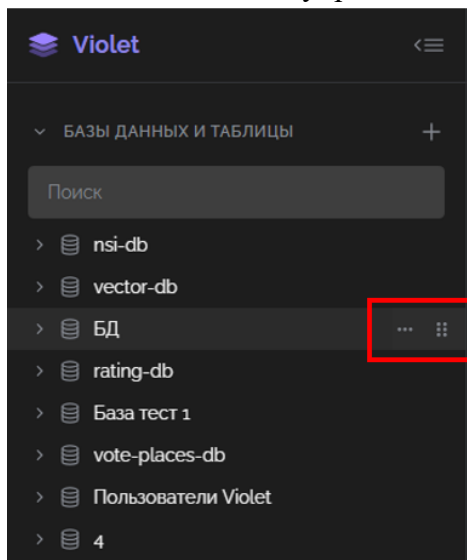 Violet
БАЗЫ ДАННЫХ И ТАБЛИЦЫ
Поиск
nsi-db
vector-db
БД
rating-db
База тест 1
vote-places-db
Пользователи Violet
4